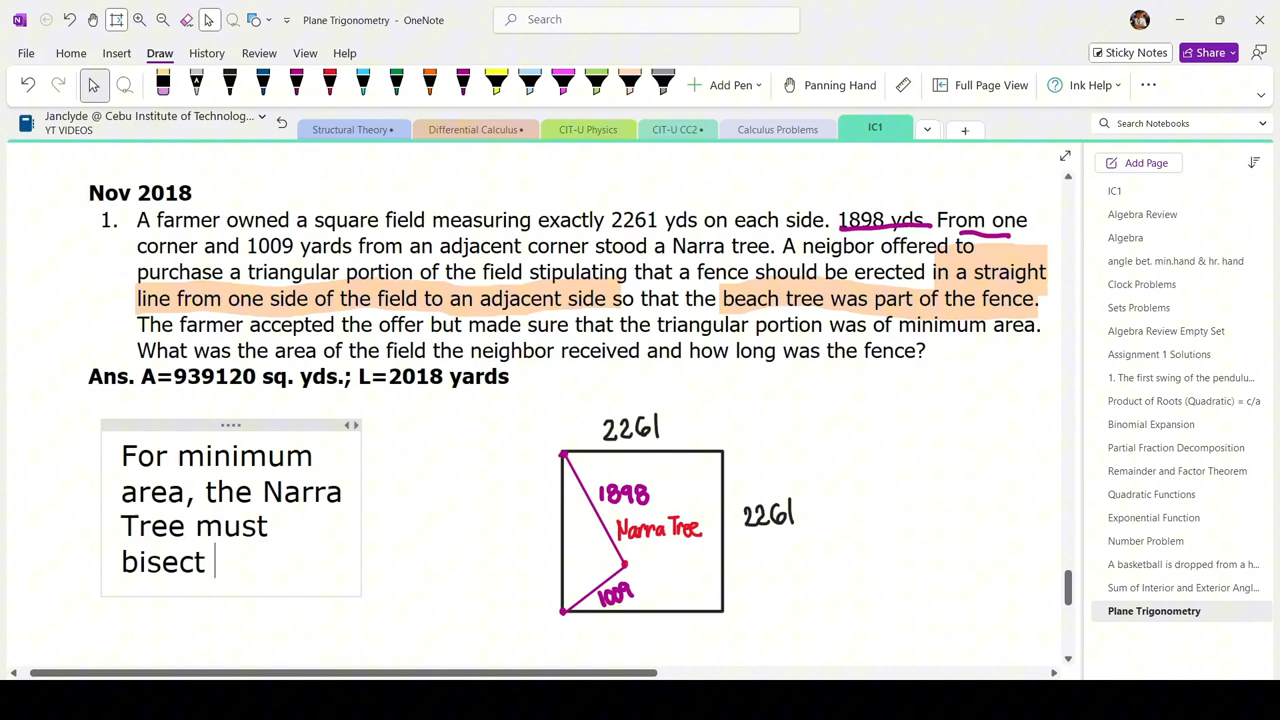 Plane Trigonometry - OneNote
Search
File
Home
Insert
Draw
History
Review
View
Help
Sticky Notes
Share
Add Pen
Panning Hand
Full Page View
Ink Help
Janclyde @ Cebu Institute of Technolog...
YT VIDEOS
Structural Theory
Differential Calculus
CIT-U Physics
CIT-U CC2
Calculus Problems
IC1
Search Notebooks
Add Page
Nov 2018
1. A farmer owned a square field measuring exactly 2261 yds on each side. 1898 yds. From one
corner and 1009 yards from an adjacent corner stood a Narra tree. A neigbor offered to
purchase a triangular portion of the field stipulating that a fence should be erected in a straight
line from one side of the field to an adjacent side so that the beach tree was part of the fence.
The farmer accepted the offer but made sure that the triangular portion was of minimum area.
What was the area of the field the neighbor received and how long was the fence?
Ans. A=939120 sq. yds.; L=2018 yards
For minimum
area, the Narra
Tree must
bisect
2261
1898
Narra Tree
2261
1009
IC1
Algebra Review
Algebra
angle bet. min.hand & hr. hand
Clock Problems
Sets Problems
Algebra Review Empty Set
Assignment 1 Solutions
1. The first swing of the pendulu...
Product of Roots (Quadratic) = c/a
Binomial Expansion
Partial Fraction Decomposition
Remainder and Factor Theorem
Quadratic Functions
Exponential Function
Number Problem
A basketball is dropped from a h...
Sum of Interior and Exterior Angl...
Plane Trigonometry